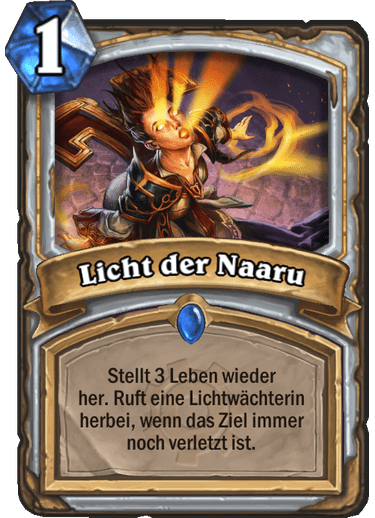 1
Licht der Naaru
Stellt 3 Leben wieder
her. Ruft eine Lichtwächterin
herbei, wenn das Ziel immer
noch verletzt ist.